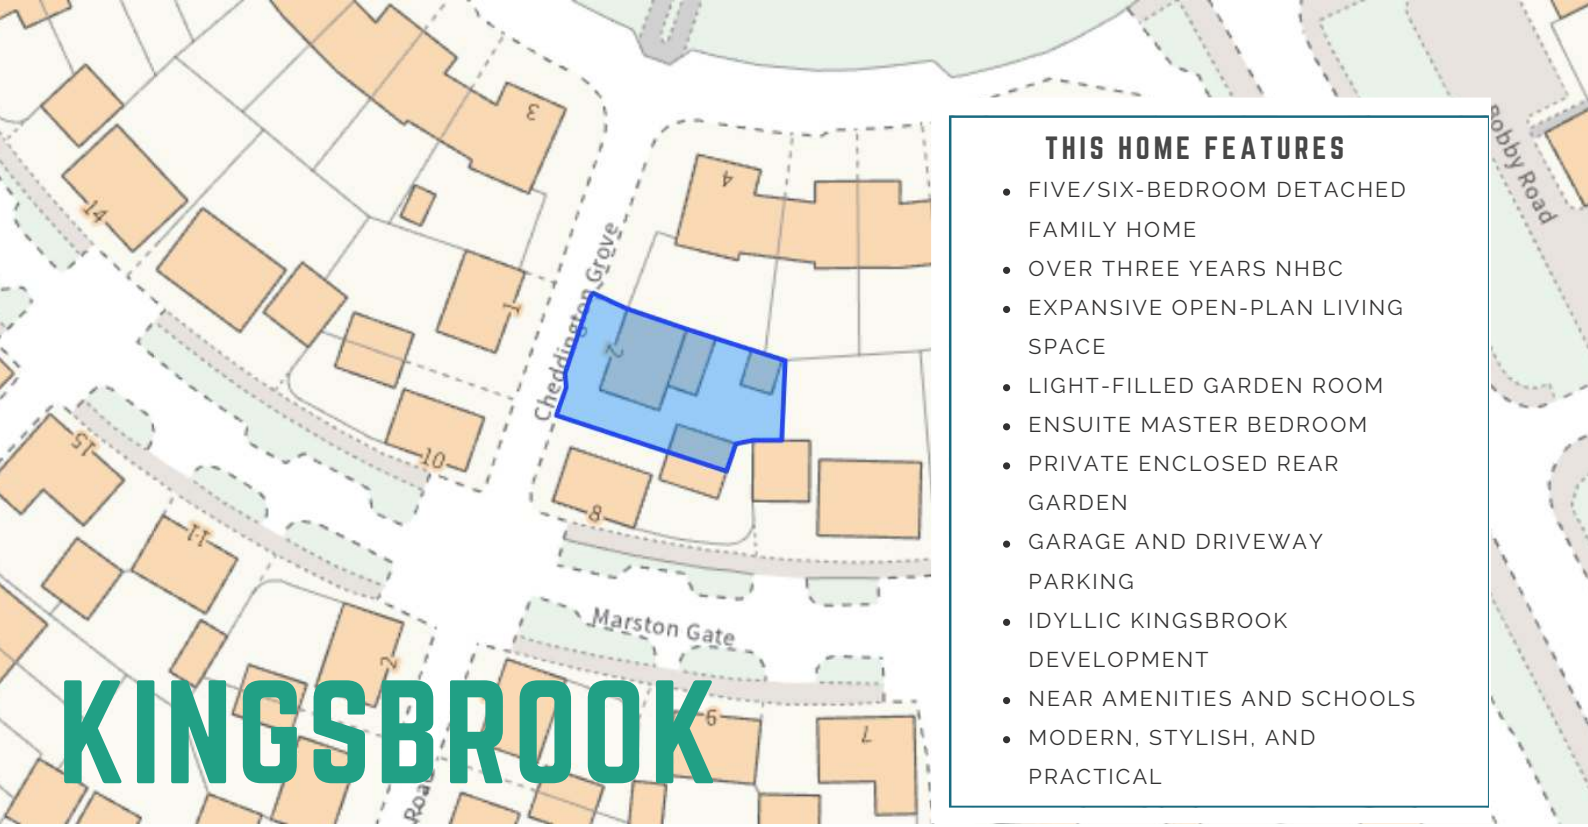 3
4
14
Cheddington Grove
1
2
10
15
8
11
Marston Gate
2
6
7
Road
KINGSBROOK
Bobby Road
THIS HOME FEATURES
• FIVE/SIX-BEDROOM DETACHED
FAMILY HOME
• OVER THREE YEARS NHBC
• EXPANSIVE OPEN-PLAN LIVING
SPACE
• LIGHT-FILLED GARDEN ROOM
• ENSUITE MASTER BEDROOM
• PRIVATE ENCLOSED REAR
GARDEN
• GARAGE AND DRIVEWAY
PARKING
• IDYLLIC KINGSBROOK
DEVELOPMENT
• NEAR AMENITIES AND SCHOOLS
• MODERN, STYLISH, AND
PRACTICAL